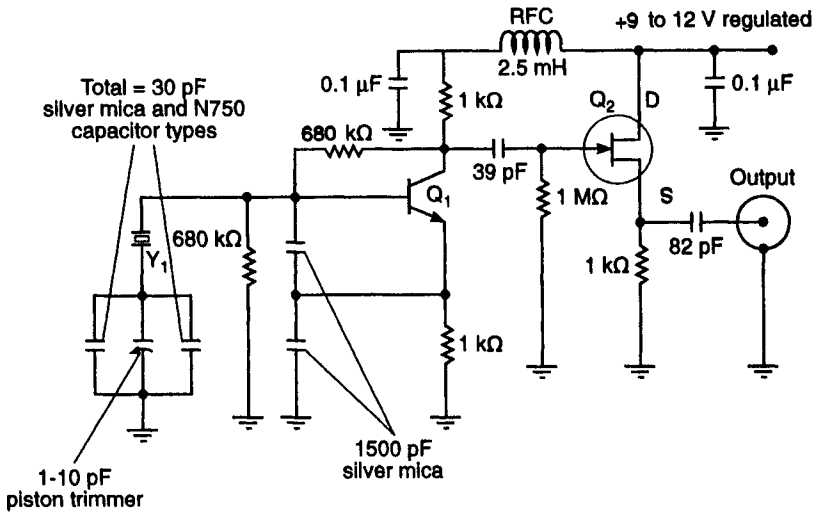 RFC
+9 to 12 V regulated
2.5 mH
Total = 30 pF
silver mica and N750
capacitor types
0.1 µF
1 kΩ
Q2
D
0.1 µF
680 kΩ
39 pF
Q1
1 MΩ
S
Output
680 kΩ
Y1
82 pF
1 kΩ
1 kΩ
1500 pF
silver mica
1-10 pF
piston trimmer